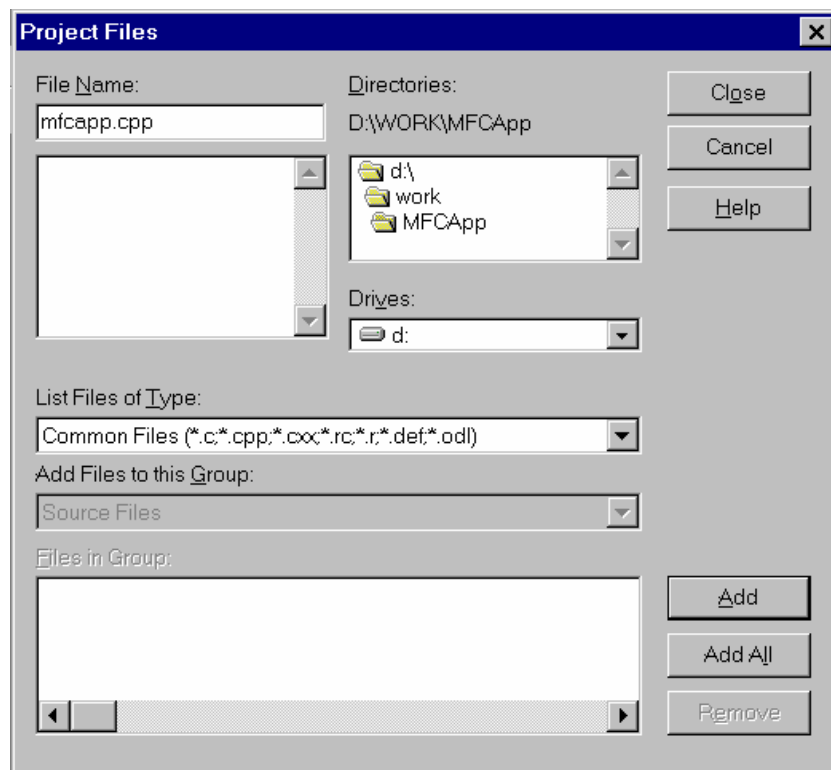 Project Files
File Name:
mfcapp.cpp
Directories:
D:\WORK\MFCApp
d:\
work
MFCApp
Drives:
d:
Close
Cancel
Help
List Files of Type:
Common Files (*.c;*.cpp;*.cxx;*.rc;*.r;*.def;*.odl)
Add Files to this Group:
Source Files
Files in Group:
Add
Add All
Remove